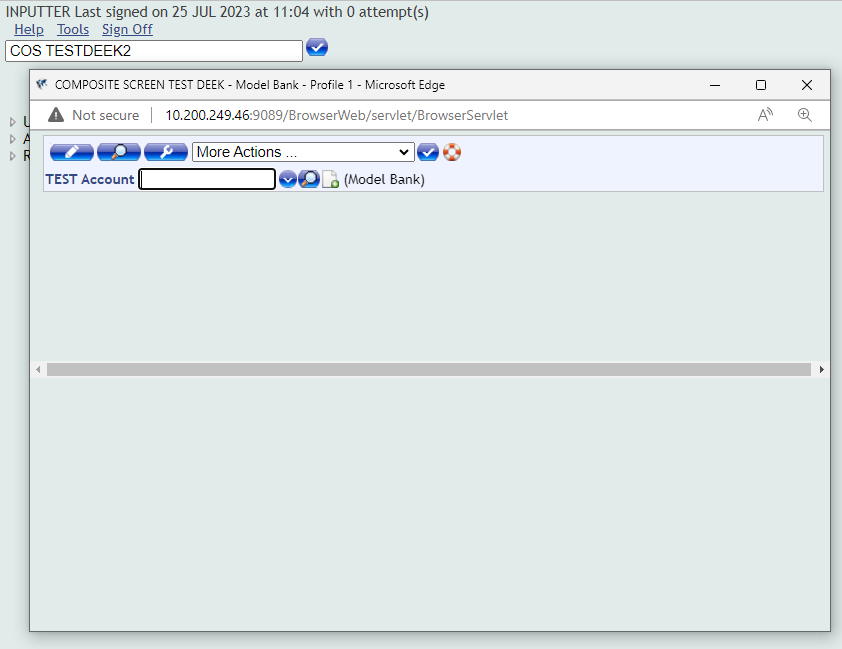 INPUTTER Last signed on 25 JUL 2023 at 11:04 with 0 attempt(s)
Help Tools Sign Off
COS TESTDEEK2
COMPOSITE SCREEN TEST DEEK - Model Bank - Profile 1 - Microsoft Edge
Not secure 10.200.249.46:9089/BrowserWeb/servlet/BrowserServlet
More Actions ...
TEST Account (Model Bank)